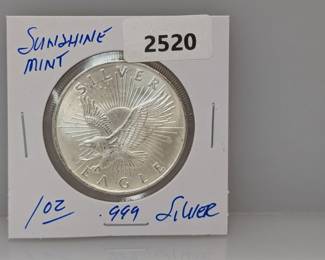 SUNSHINE
MINT
2520
SILVER
EAGLE
1oz .999 SILVER